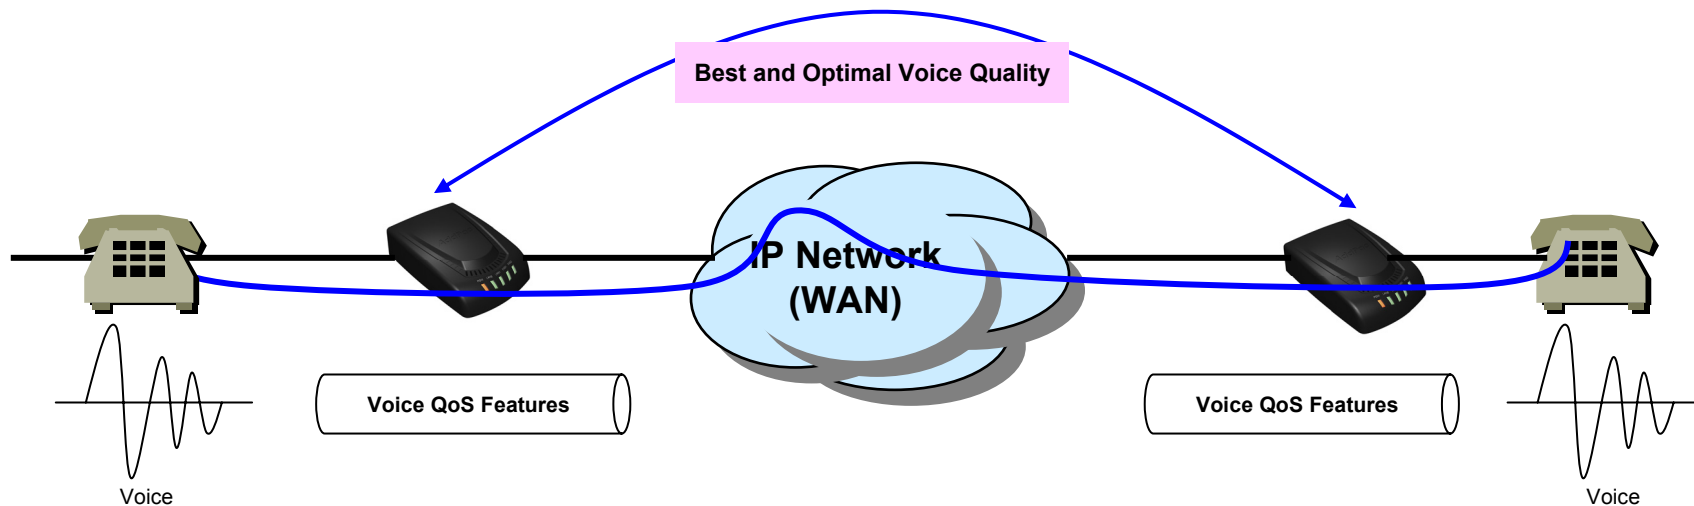 Best and Optimal Voice Quality
IP Network
(WAN)
Voice QoS Features
Voice QoS Features
Voice
Voice